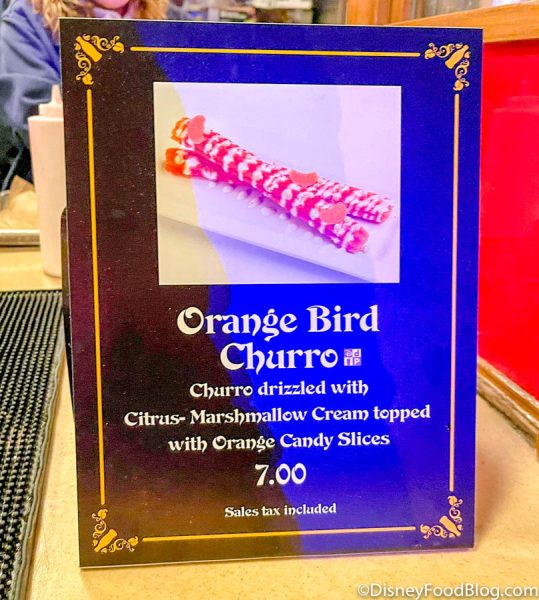 Orange Bird
Churro
Churro drizzled with
Citrus- Marshmallow Cream topped
with Orange Candy Slices
7.00
Sales tax included
©DisneyFoodBlog.com